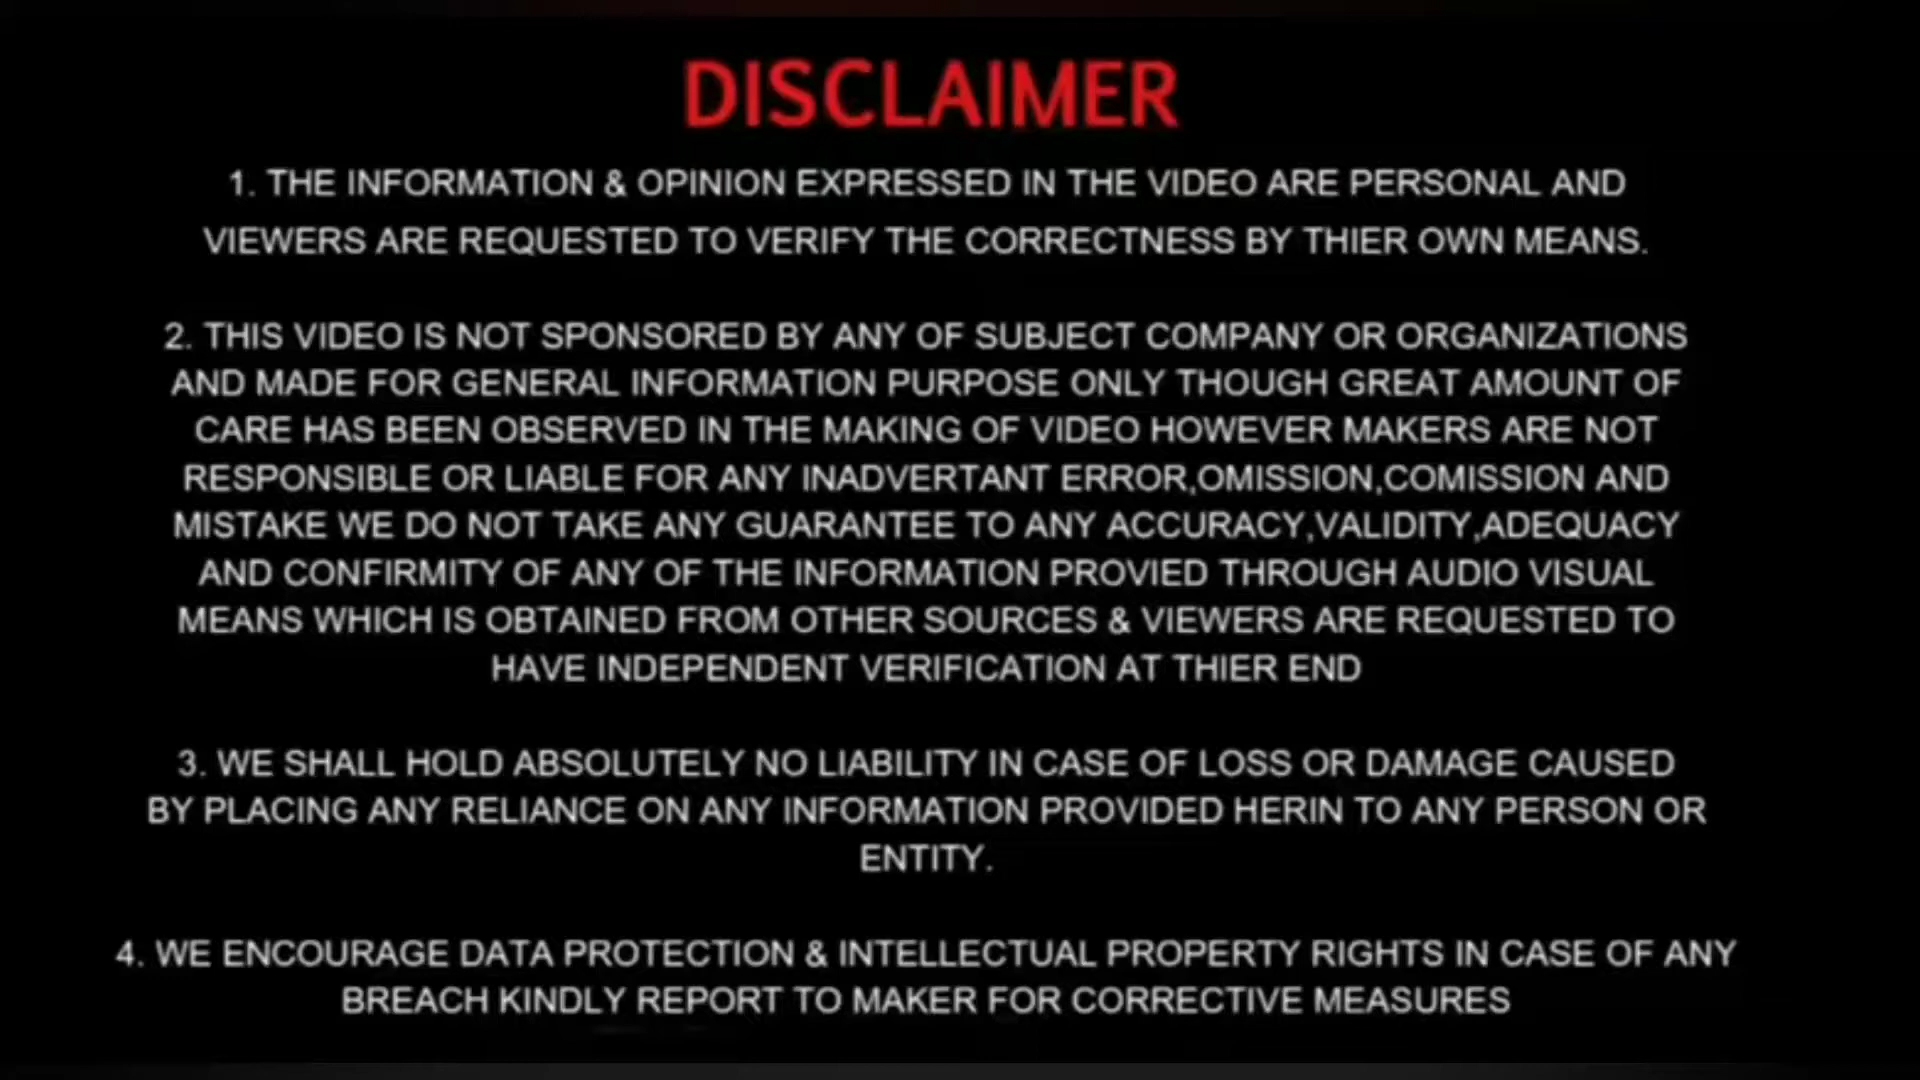 DISCLAIMER
1. THE INFORMATION & OPINION EXPRESSED IN THE VIDEO ARE PERSONAL AND
VIEWERS ARE REQUESTED TO VERIFY THE CORRECTNESS BY THIER OWN MEANS.
2. THIS VIDEO IS NOT SPONSORED BY ANY OF SUBJECT COMPANY OR ORGANIZATIONS
AND MADE FOR GENERAL INFORMATION PURPOSE ONLY THOUGH GREAT AMOUNT OF
CARE HAS BEEN OBSERVED IN THE MAKING OF VIDEO HOWEVER MAKERS ARE NOT
RESPONSIBLE OR LIABLE FOR ANY INADVERTANT ERROR,OMISSION,COMISSION AND
MISTAKE WE DO NOT TAKE ANY GUARANTEE TO ANY ACCURACY,VALIDITY,ADEQUACY
AND CONFIRMITY OF ANY OF THE INFORMATION PROVIED THROUGH AUDIO VISUAL
MEANS WHICH IS OBTAINED FROM OTHER SOURCES & VIEWERS ARE REQUESTED TO
HAVE INDEPENDENT VERIFICATION AT THIER END
3. WE SHALL HOLD ABSOLUTELY NO LIABILITY IN CASE OF LOSS OR DAMAGE CAUSED
BY PLACING ANY RELIANCE ON ANY INFORMATION PROVIDED HERIN TO ANY PERSON OR
ENTITY.
4. WE ENCOURAGE DATA PROTECTION & INTELLECTUAL PROPERTY RIGHTS IN CASE OF ANY
BREACH KINDLY REPORT TO MAKER FOR CORRECTIVE MEASURES